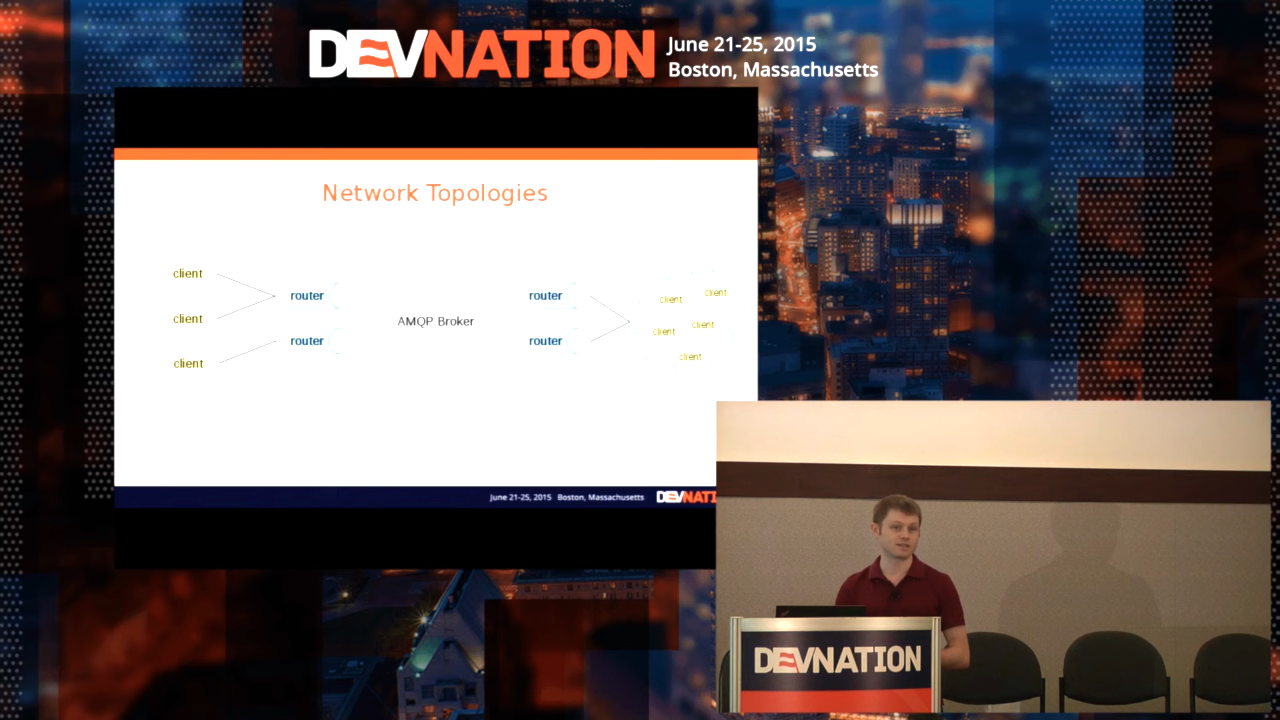 DEVNATION
June 21-25, 2015
Boston, Massachusetts
Network Topologies
client
client
client
router
router
AMQP Broker
router
router
client
client
client
client
client
June 21-25, 2015 Boston, Massachusetts
DEVNATI
DEVNATION